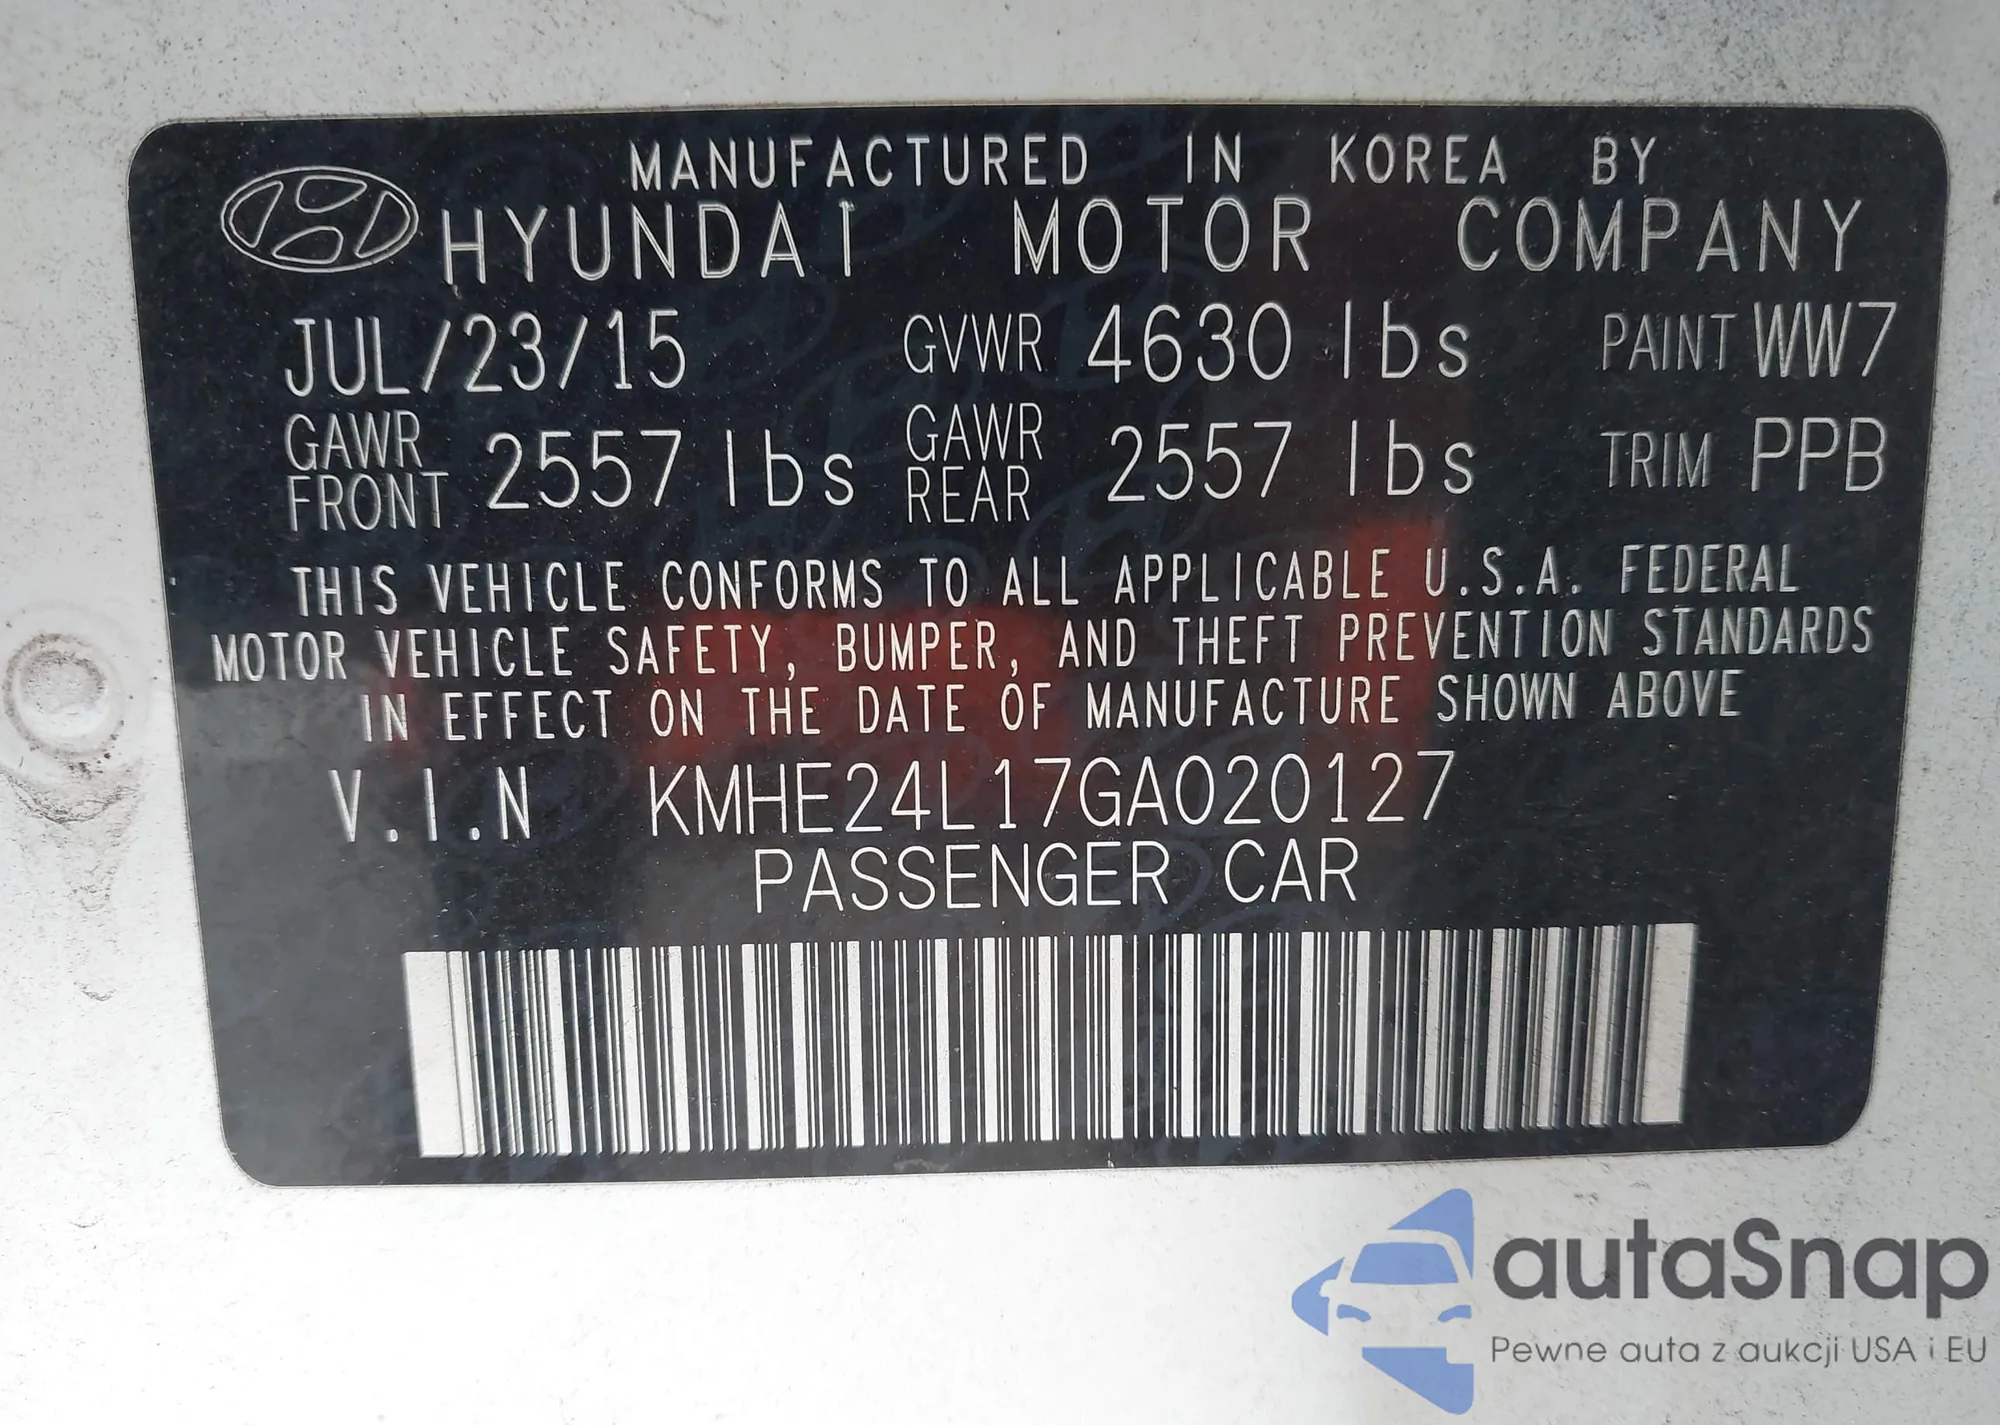 MANUFACTURED IN KOREA BY
HYUNDAI MOTOR COMPANY
JUL/23/15 GVWR 4630 lbs PAINT WW7
GAWR FRONT 2557 lbs GAWR REAR 2557 lbs TRIM PPB
THIS VEHICLE CONFORMS TO ALL APPLICABLE U.S.A. FEDERAL
MOTOR VEHICLE SAFETY, BUMPER, AND THEFT PREVENTION STANDARDS
IN EFFECT ON THE DATE OF MANUFACTURE SHOWN ABOVE
V.I.N KMHE24L17GA020127
PASSENGER CAR
autaSnap
Pewne auta z aukcji USA i EU